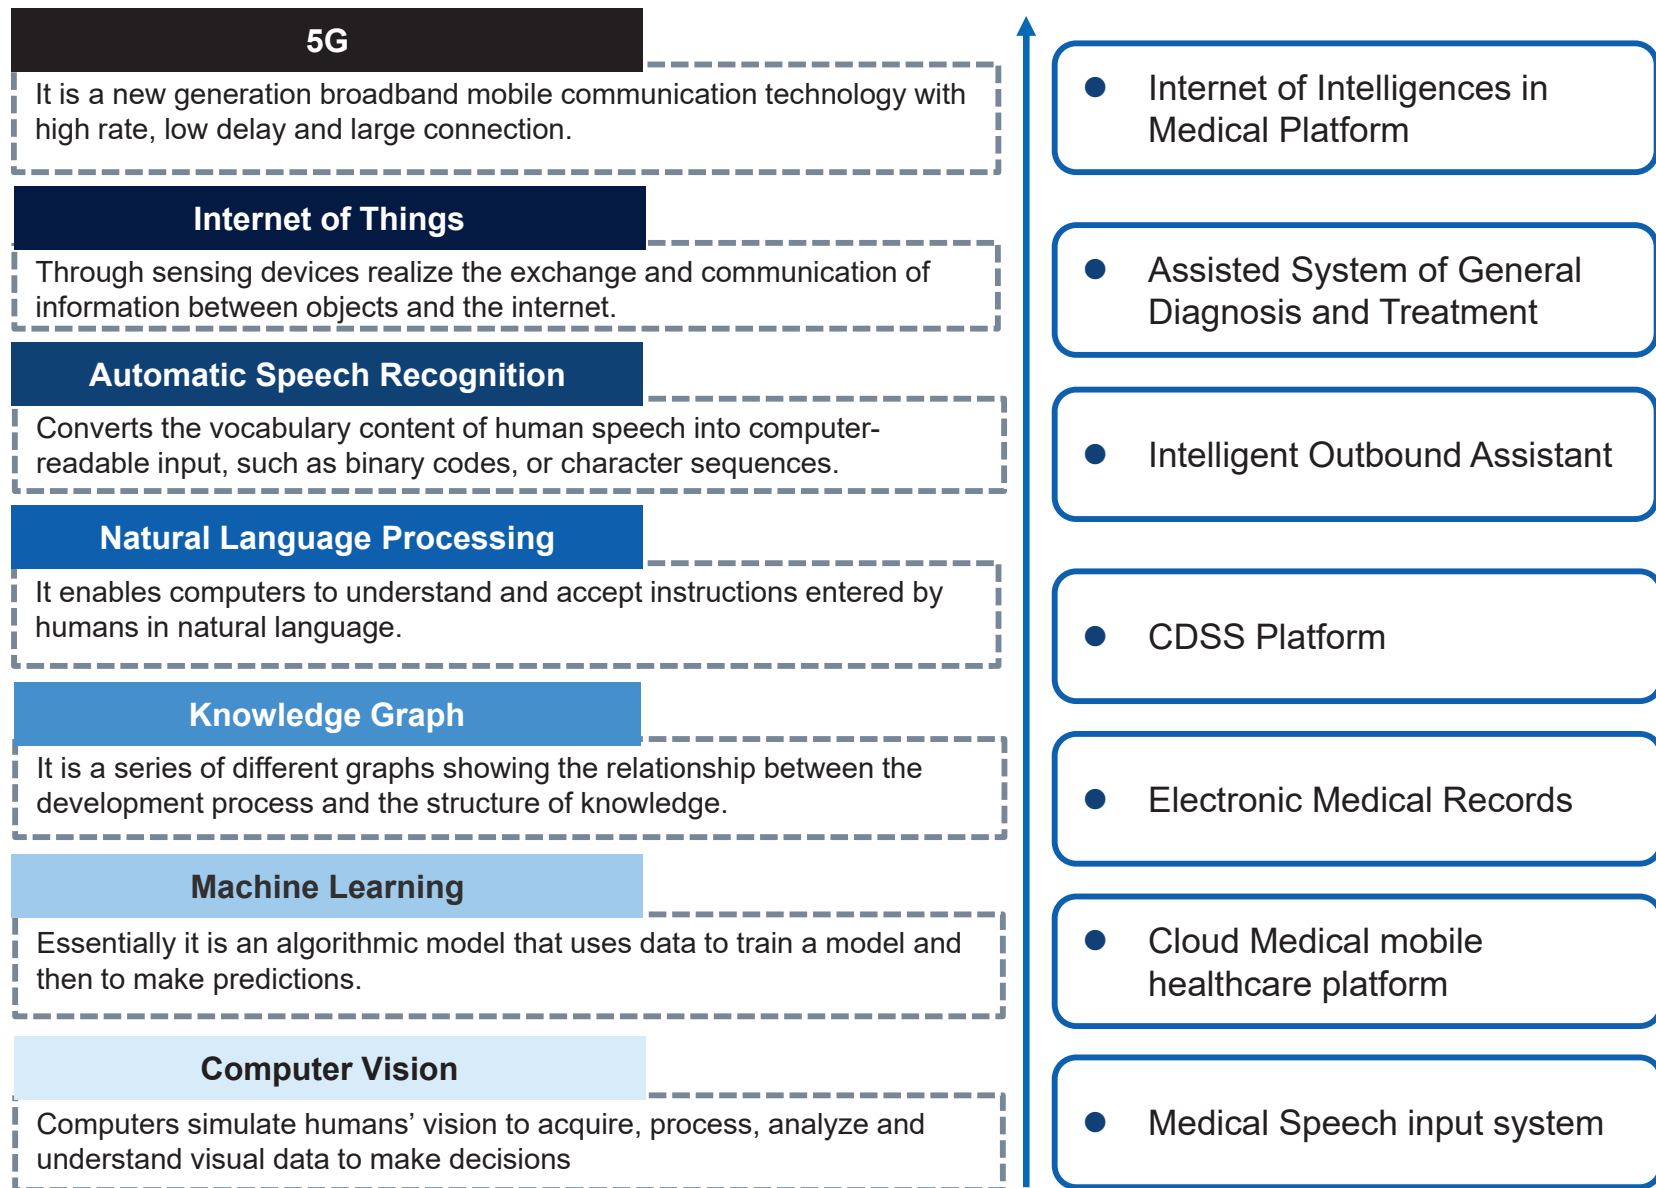 5G
It is a new generation broadband mobile communication technology with
high rate, low delay and large connection.
Internet of Things
Through sensing devices realize the exchange and communication of
information between objects and the internet.
Automatic Speech Recognition
Converts the vocabulary content of human speech into computer-
readable input, such as binary codes, or character sequences.
Natural Language Processing
It enables computers to understand and accept instructions entered by
humans in natural language.
Knowledge Graph
It is a series of different graphs showing the relationship between the
development process and the structure of knowledge.
Machine Learning
Essentially it is an algorithmic model that uses data to train a model and
then to make predictions.
Computer Vision
Computers simulate humans’ vision to acquire, process, analyze and
understand visual data to make decisions
● Internet of Intelligences in
Medical Platform
● Assisted System of General
Diagnosis and Treatment
● Intelligent Outbound Assistant
● CDSS Platform
● Electronic Medical Records
● Cloud Medical mobile
healthcare platform
● Medical Speech input system